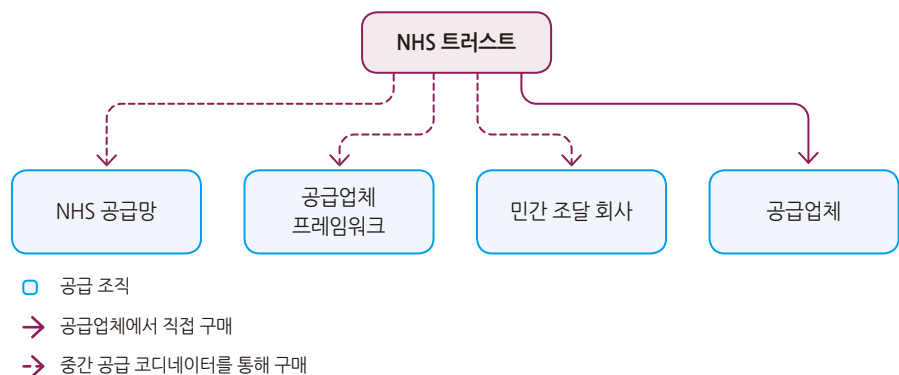 NHS 트러스트
NHS 공급망
공급업체
프레임워크
민간 조달 회사
공급업체
공급 조직
공급업체에서 직접 구매
중간 공급 코디네이터를 통해 구매